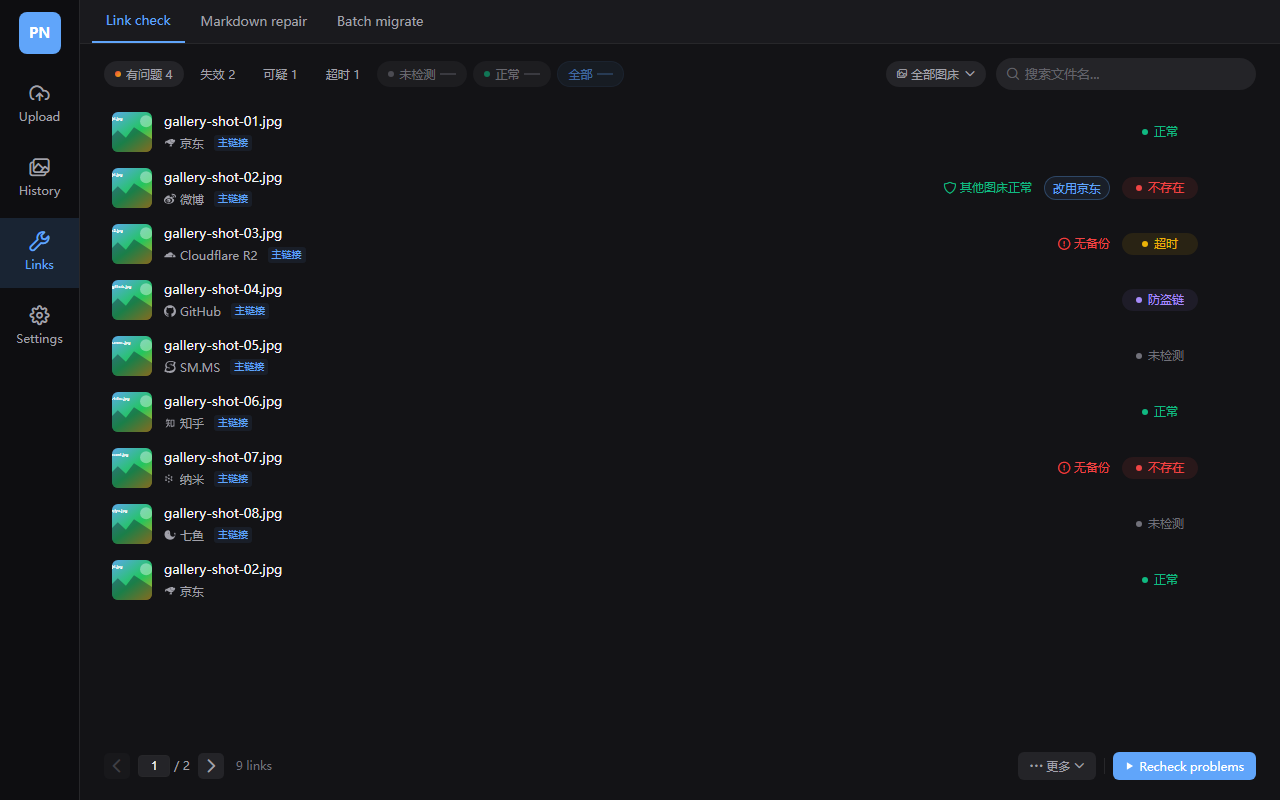 PN
Upload
History
Links
Settings
Link check
Markdown repair
Batch migrate
有问题 4
失效 2
可疑 1
超时 1
未检测 —
正常 —
全部 —
全部图床
搜索文件名...
gallery-shot-01.jpg
京东 主链接
正常
gallery-shot-02.jpg
微博 主链接
其他图床正常
改用京东
不存在
gallery-shot-03.jpg
Cloudflare R2 主链接
无备份
超时
gallery-shot-04.jpg
GitHub 主链接
防盗链
gallery-shot-05.jpg
SM.MS 主链接
未检测
gallery-shot-06.jpg
知乎 主链接
正常
gallery-shot-07.jpg
纳米 主链接
无备份
不存在
gallery-shot-08.jpg
七鱼 主链接
未检测
gallery-shot-02.jpg
京东
正常
1 / 2
9 links
··· 更多
Recheck problems